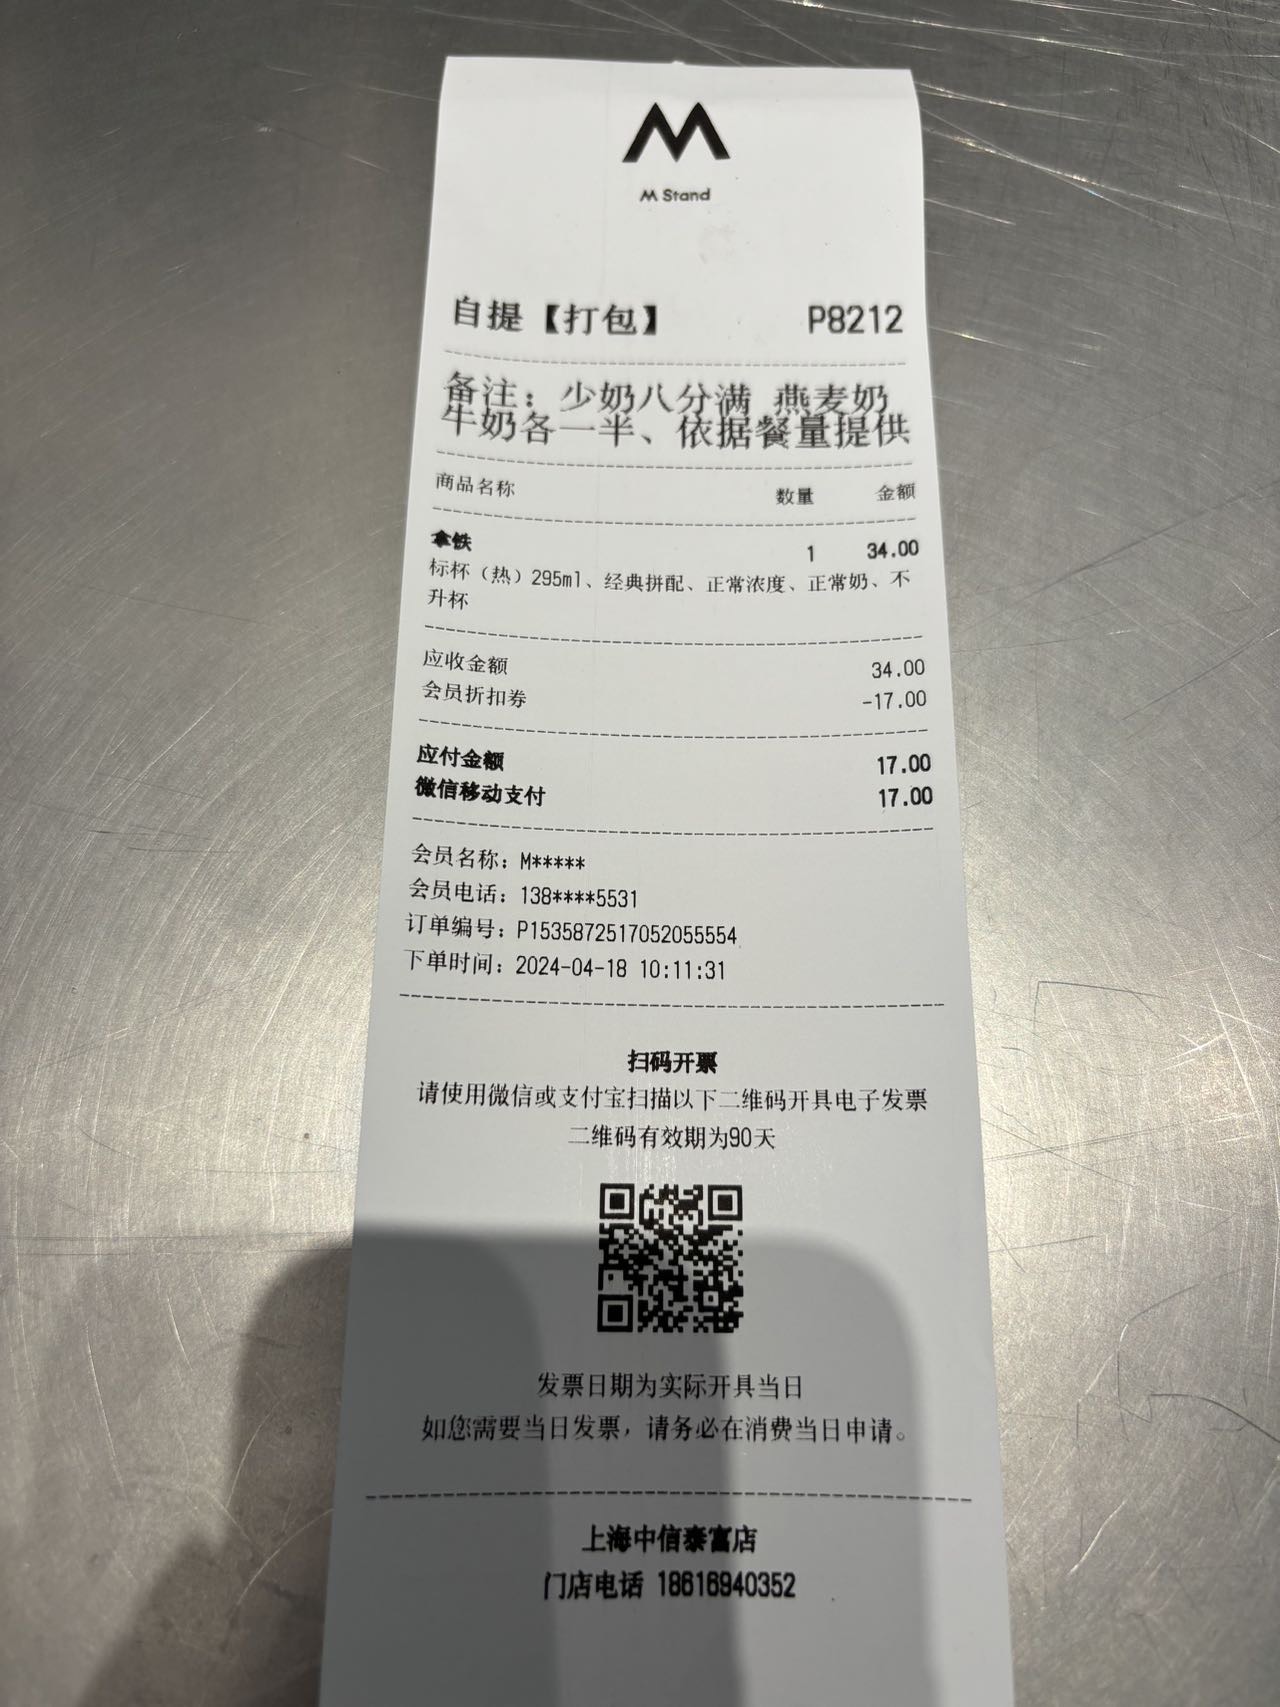 M Stand
自提【打包】 P8212
备注：少奶八分满 燕麦奶
牛奶各一半、依据餐量提供
商品名称 数量 金额
拿铁 1 34.00
标杯（热）295ml、经典拼配、正常浓度、正常奶、不
升杯
应收金额 34.00
会员折扣券 -17.00
应付金额 17.00
微信移动支付 17.00
会员名称：M*****
会员电话：138****5531
订单编号：P1535872517052055554
下单时间：2024-04-18 10:11:31
扫码开票
请使用微信或支付宝扫描以下二维码开具电子发票
二维码有效期为90天
发票日期为实际开具当日
如您需要当日发票，请务必在消费当日申请。
上海中信泰富店
门店电话 18616940352